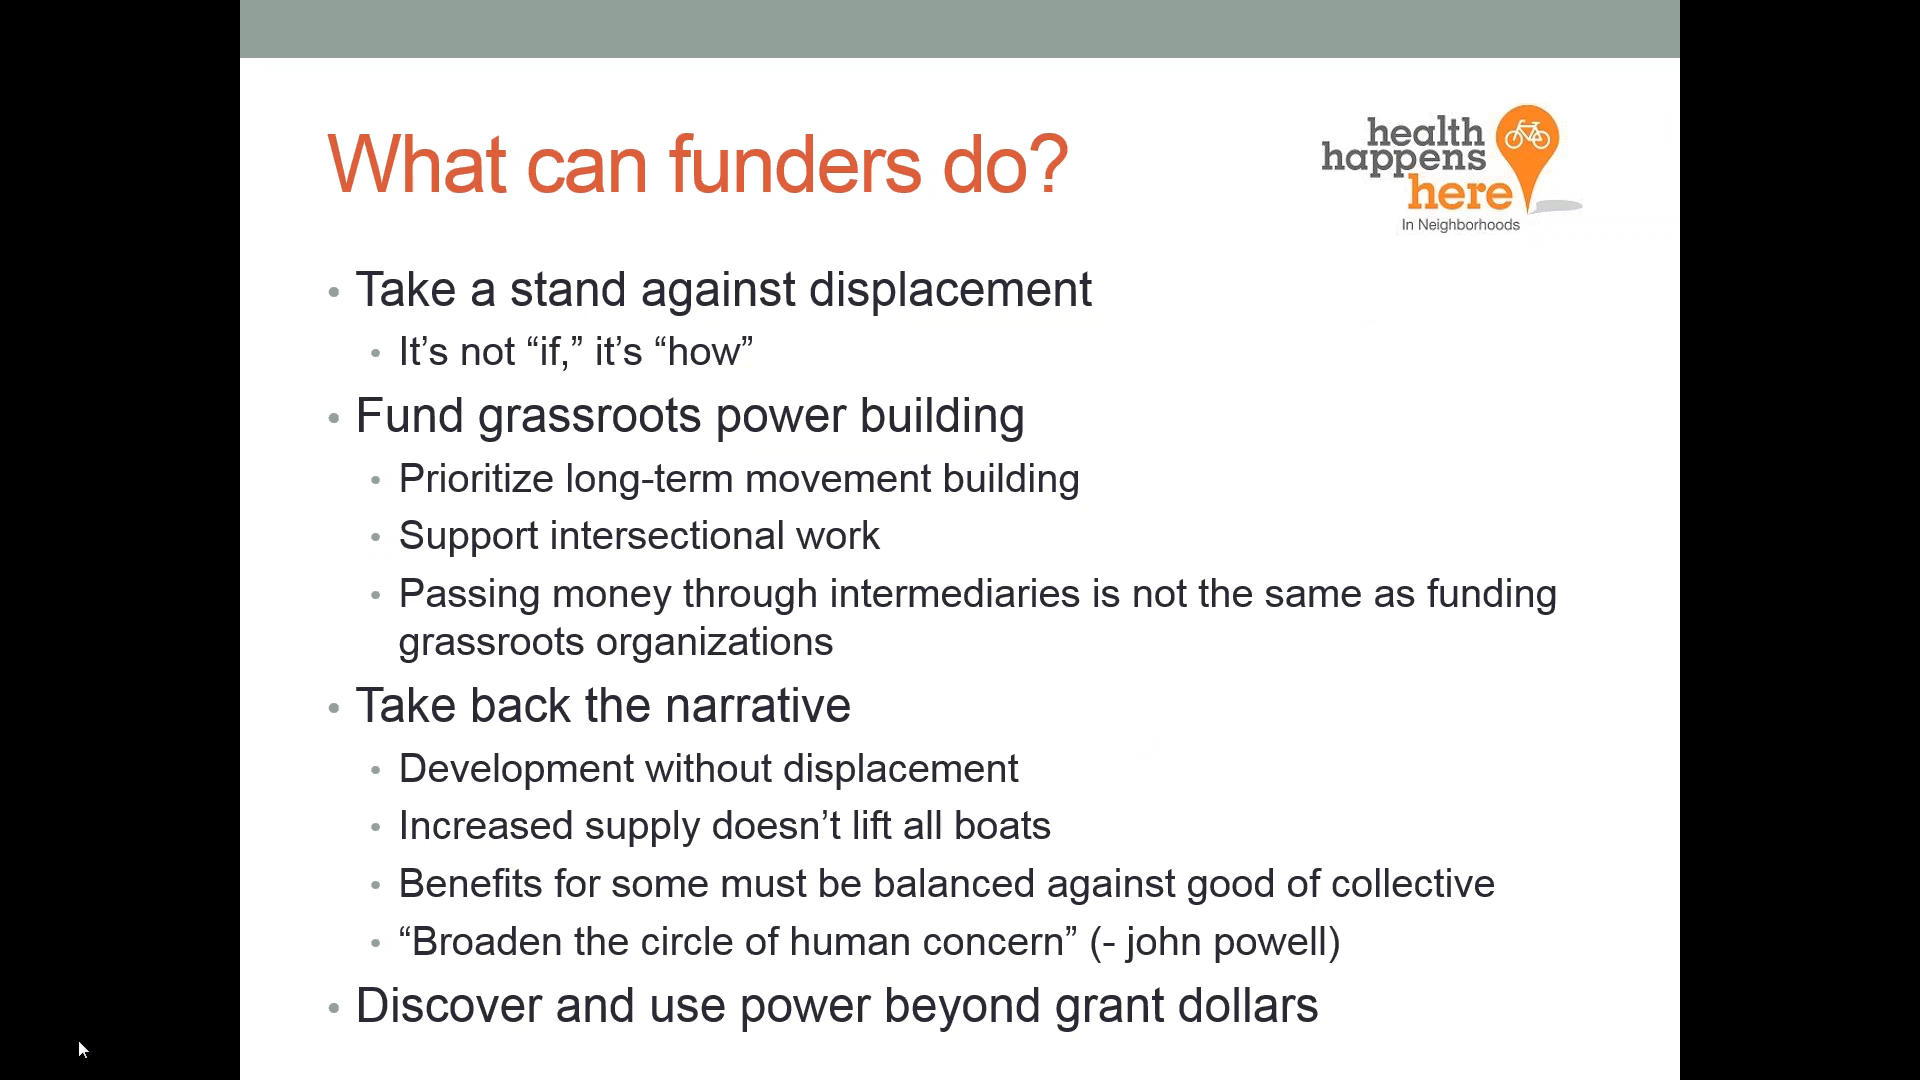 What can funders do?
health
happens
here
In Neighborhoods
• Take a stand against displacement
• It’s not “if,” it’s “how”
• Fund grassroots power building
• Prioritize long-term movement building
• Support intersectional work
• Passing money through intermediaries is not the same as funding
grassroots organizations
• Take back the narrative
• Development without displacement
• Increased supply doesn’t lift all boats
• Benefits for some must be balanced against good of collective
• “Broaden the circle of human concern” (- john powell)
• Discover and use power beyond grant dollars